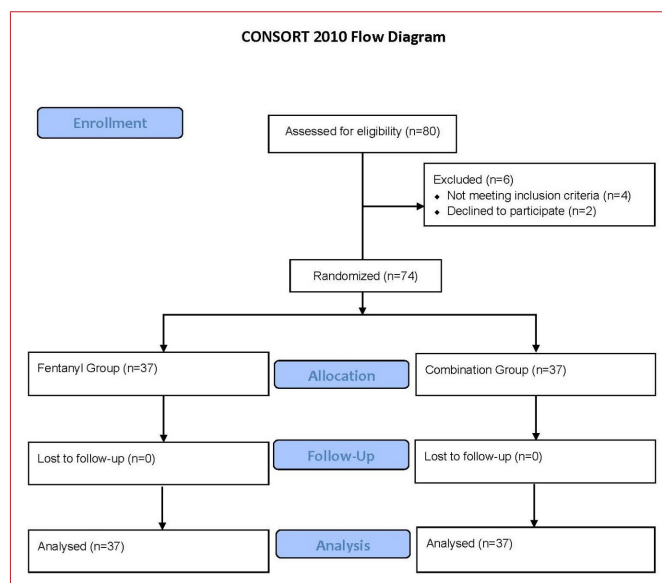 CONSORT 2010 Flow Diagram
Enrollment
Assessed for eligibility (n=80)
Excluded (n=6)
♦ Not meeting inclusion criteria (n=4)
♦ Declined to participate (n=2)
Randomized (n=74)
Fentanyl Group (n=37)
Allocation
Combination Group (n=37)
Lost to follow-up (n=0)
Follow-Up
Lost to follow-up (n=0)
Analysed (n=37)
Analysis
Analysed (n=37)